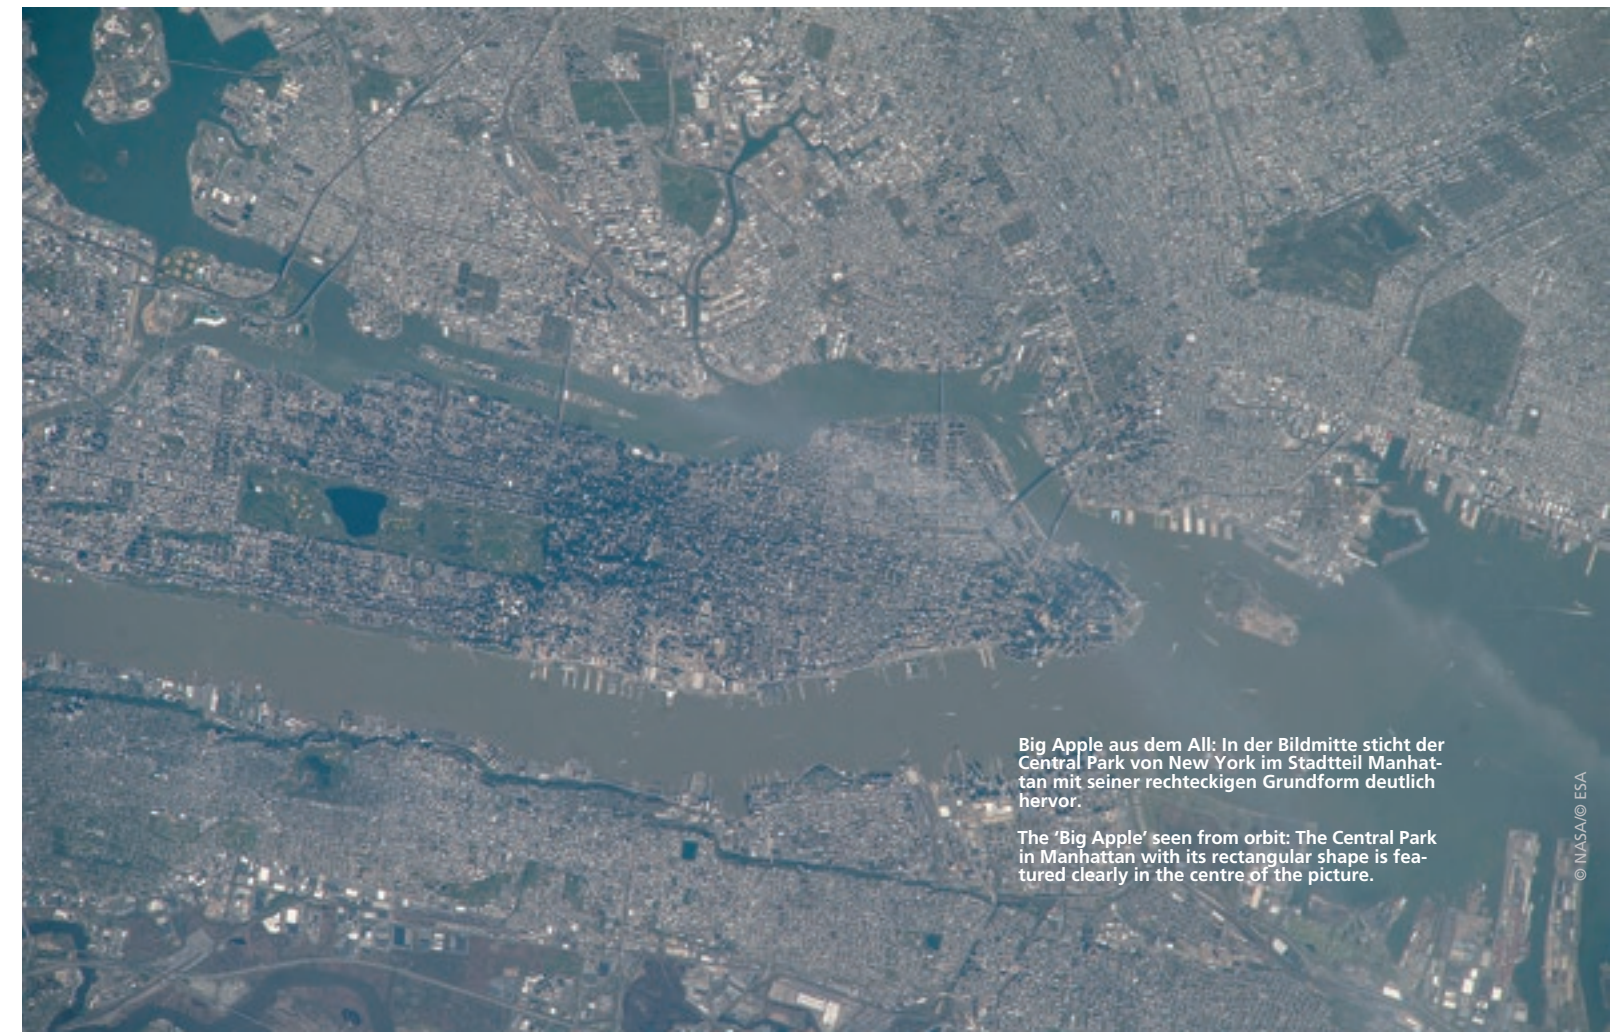 Big Apple aus dem All: In der Bildmitte sticht der
Central Park von New York im Stadtteil Manhat-
tan mit seiner rechteckigen Grundform deutlich
hervor.
The ‘Big Apple’ seen from orbit: The Central Park
in Manhattan with its rectangular shape is fea-
tured clearly in the centre of the picture.
© NASA/© ESA